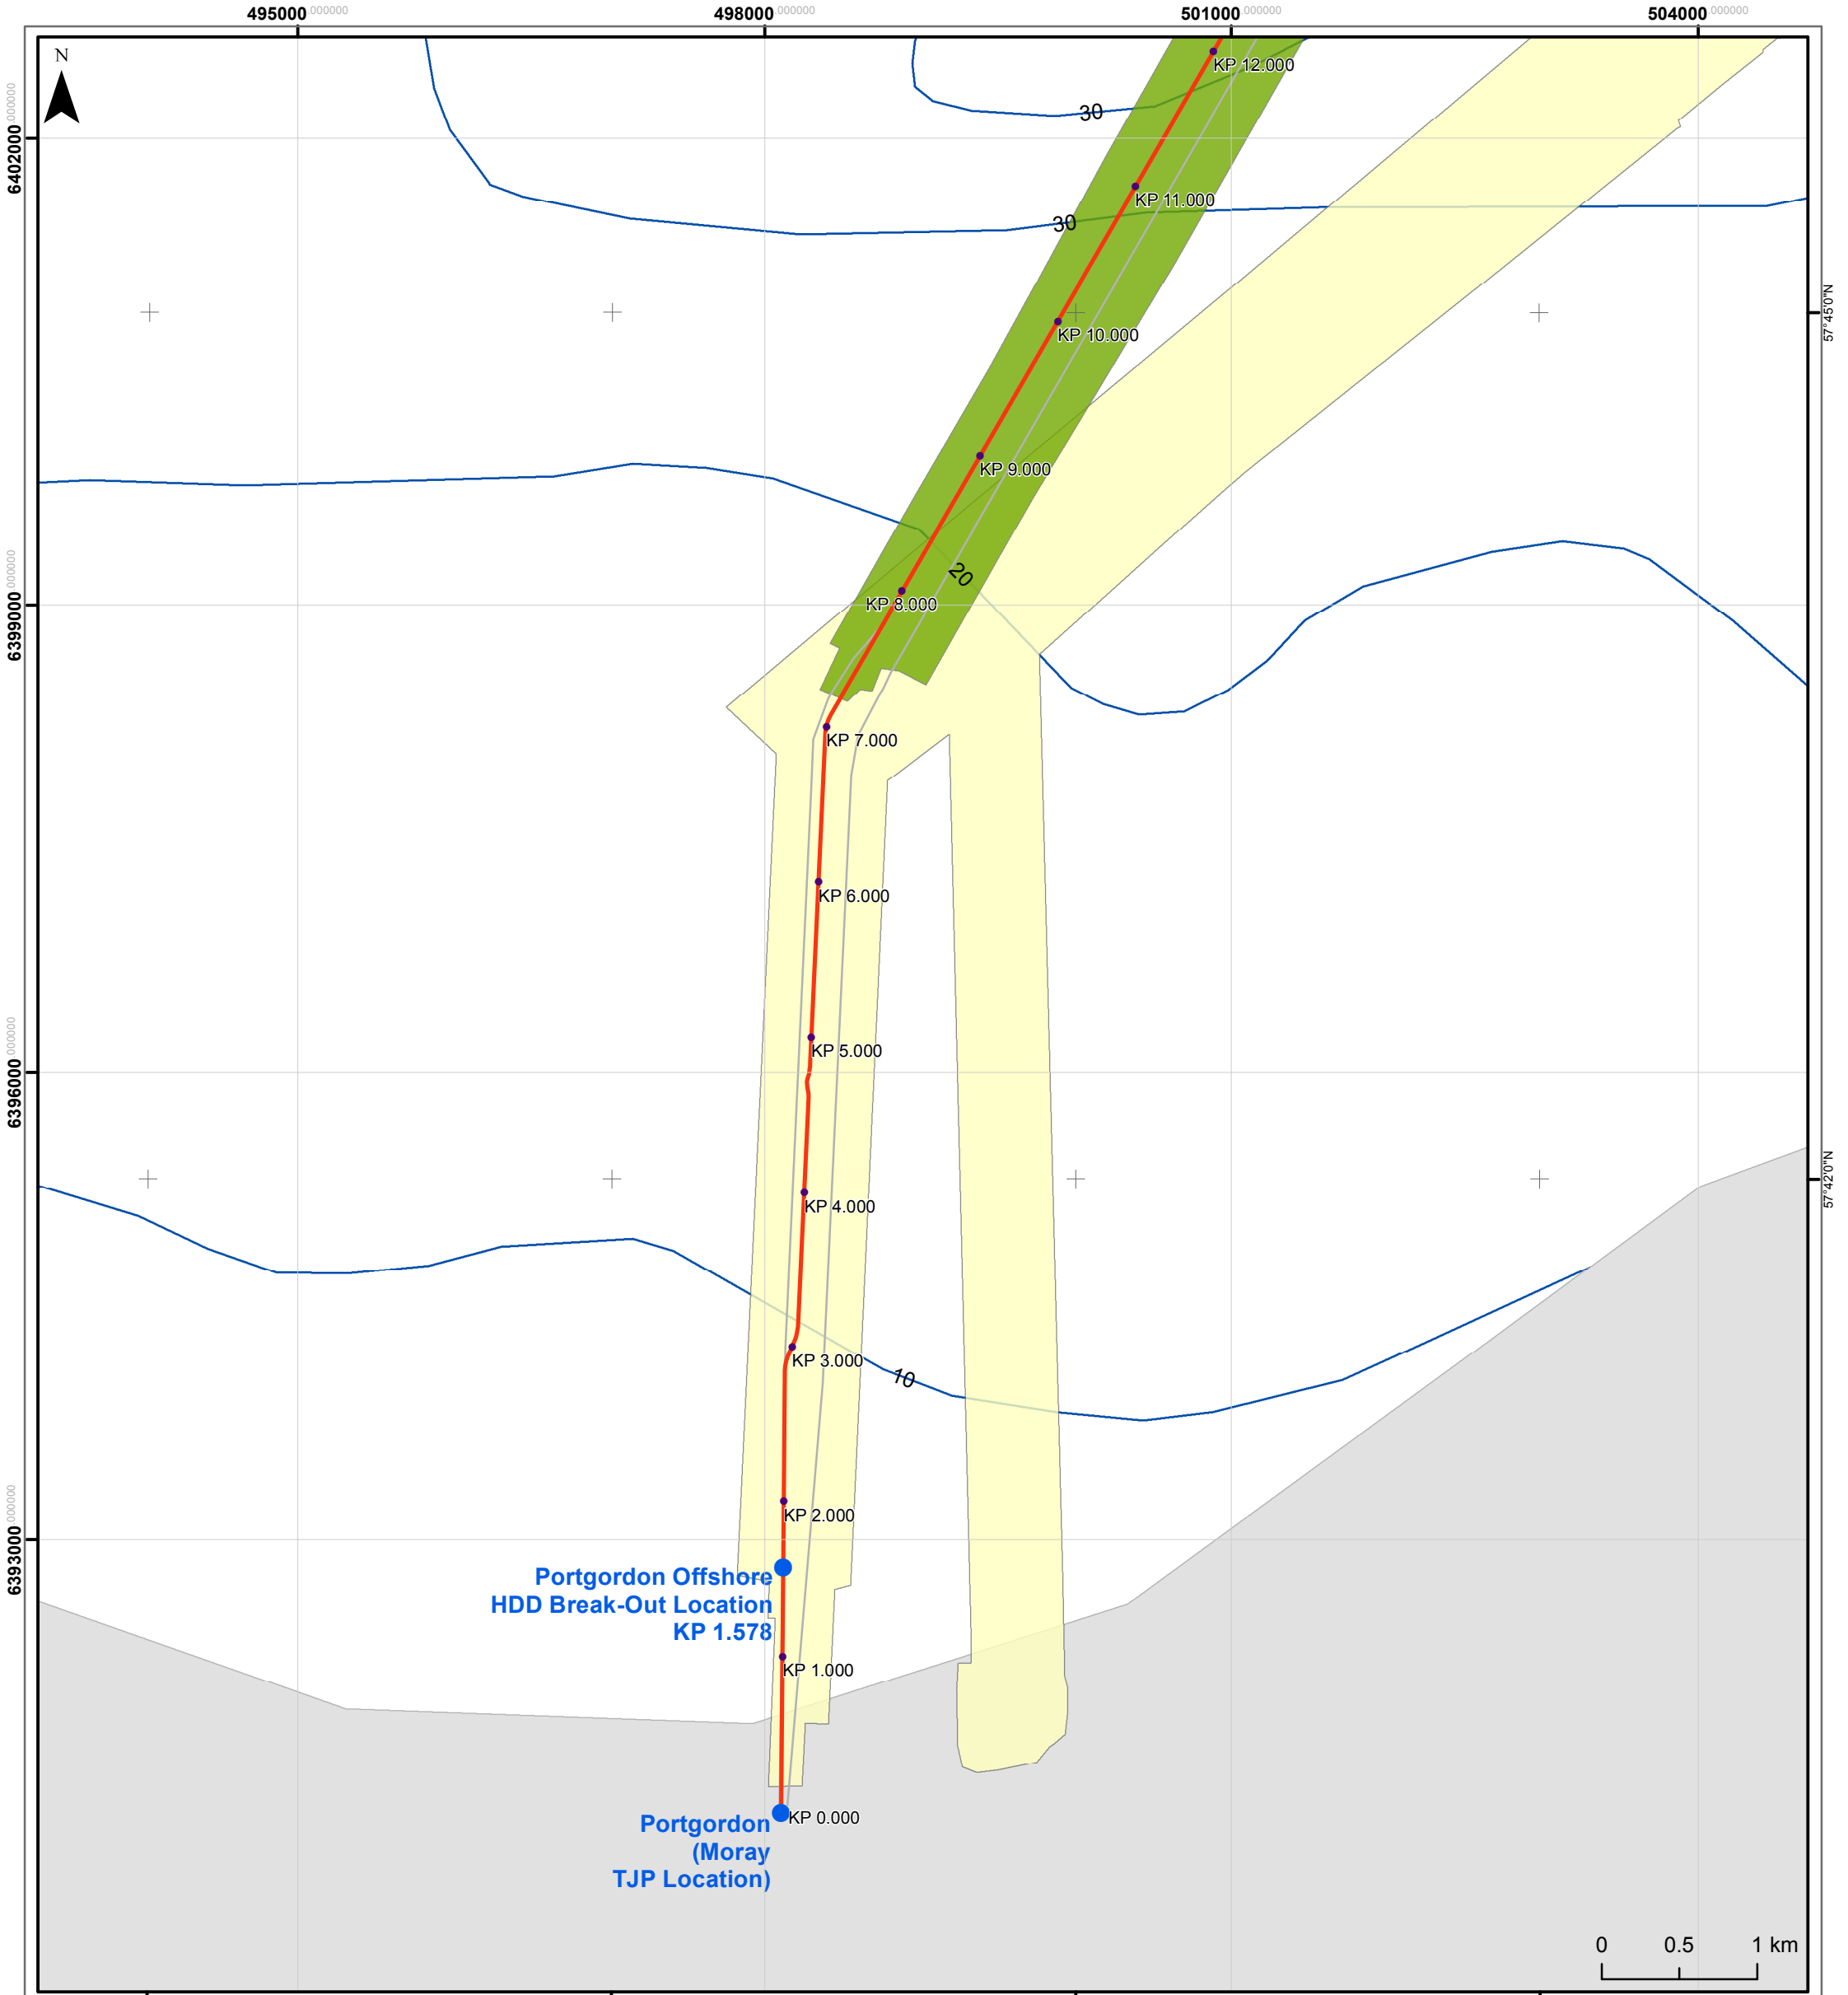 495000.000000 498000.000000 501000.000000 504000.000000
N
KP 12.000
30
6402000.000000
KP 11.000
30
57°45'0"N
KP 10.000
KP 9.000
20
6399000.000000
KP 8.000
KP 7.000
KP 6.000
KP 5.000
6396000.000000
57°42'0"N
KP 4.000
KP 3.000
10
KP 2.000
6393000.000000
Portgordon Offshore
HDD Break-Out Location
KP 1.578
KP 1.000
KP 0.000
Portgordon
(Moray
TJP Location)
0 0.5 1 km